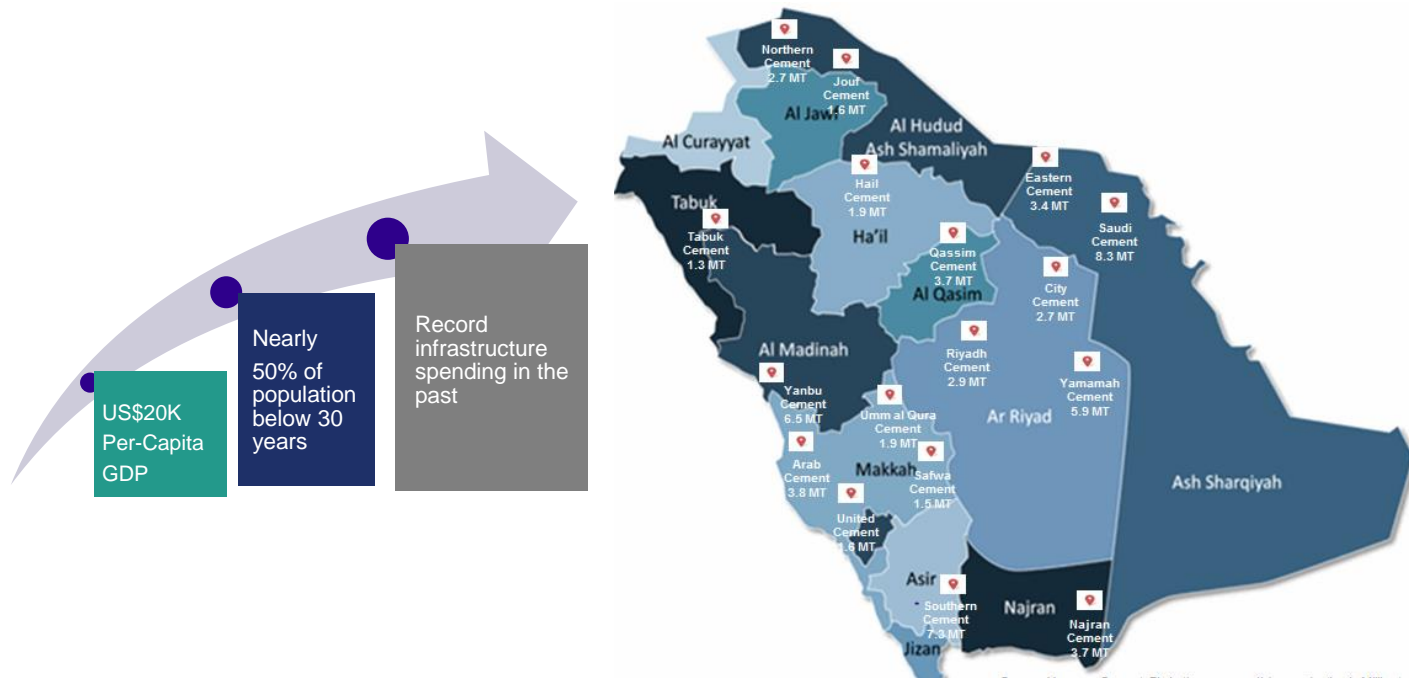 US$20K
Per-Capita
GDP
Nearly
50% of
population
below 30
years
Record
infrastructure
spending in the
past
Northern
Cement
2.7 MT
Jouf
Cement
1.6 MT
Al Jawf
Al Curayyat
Al Hudud
Ash Shamaliyah
Hail
Cement
1.9 MT
Ha'il
Eastern
Cement
3.4 MT
Saudi
Cement
8.3 MT
Tabuk
Tabuk
Cement
1.3 MT
Qassim
Cement
3.7 MT
Al Qasim
City
Cement
2.7 MT
Al Madinah
Riyadh
Cement
2.9 MT
Yamamah
Cement
5.9 MT
Yanbu
Cement
6.5 MT
Umm al Qura
Cement
1.9 MT
Ar Riyad
Arab
Cement
3.8 MT
Makkah
Safwa
Cement
1.5 MT
Ash Sharqiyah
United
Cement
1.6 MT
Asir
Southern
Cement
7.3 MT
Najran
Najran
Cement
3.7 MT
Jizan